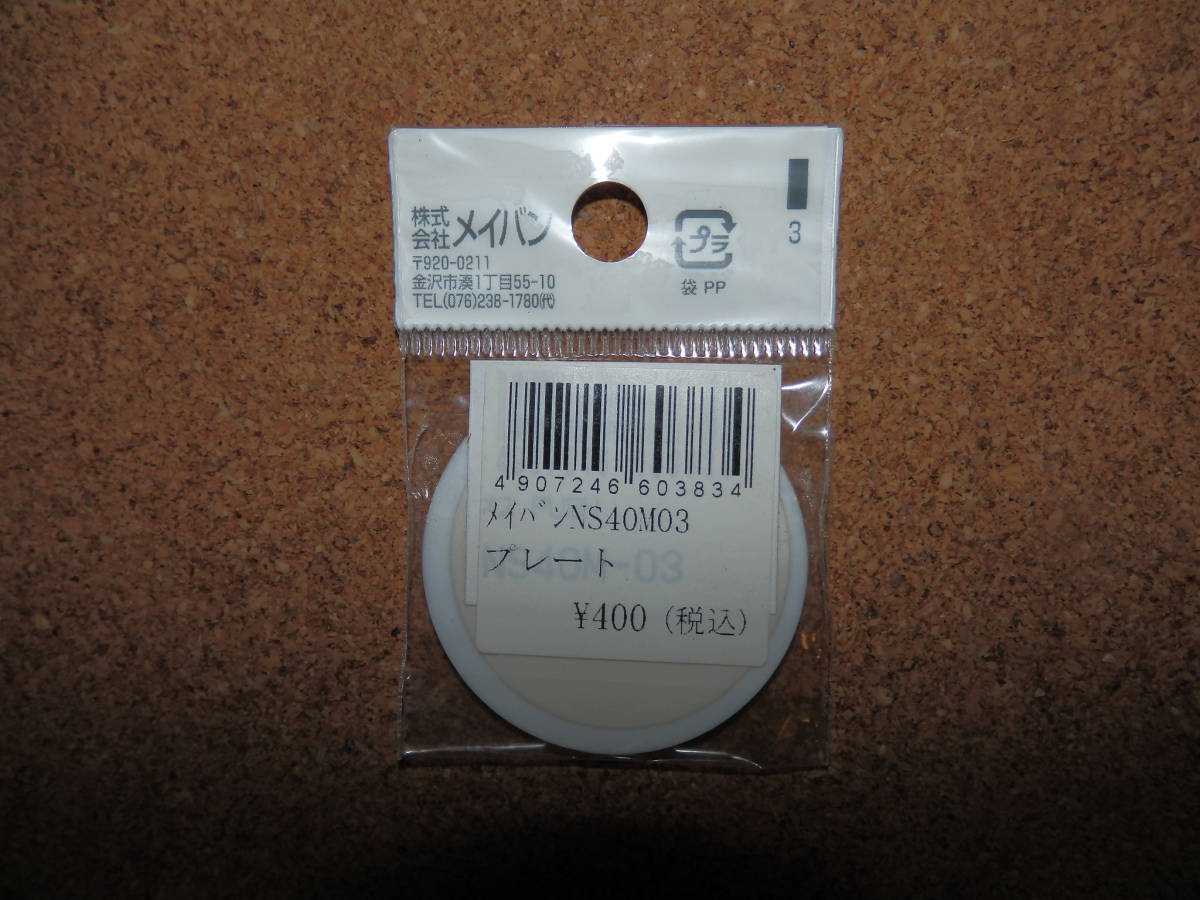 株式会社メイバン
〒920-0211
金沢市湊1丁目55-10
TEL(076)238-1780(代)
プラ
袋 PP
3
4 907246 603834
ﾒｲﾊﾞﾝNS40M03
プレート
NS40M-03
¥400 (税込)